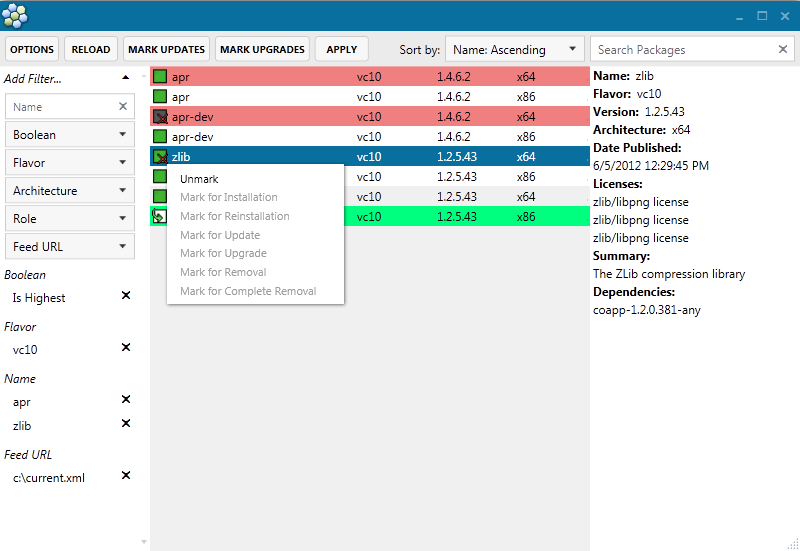 OPTIONS RELOAD MARK UPDATES MARK UPGRADES APPLY Sort by: Name: Ascending Search Packages
Add Filter...
Name
Boolean
Flavor
Architecture
Role
Feed URL
Boolean
Is Highest
Flavor
vc10
Name
apr
zlib
Feed URL
c:\current.xml
apr vc10 1.4.6.2 x64
apr vc10 1.4.6.2 x86
apr-dev vc10 1.4.6.2 x64
apr-dev vc10 1.4.6.2 x86
zlib vc10 1.2.5.43 x64
vc10 1.2.5.43 x86
vc10 1.2.5.43 x64
vc10 1.2.5.43 x86
Unmark
Mark for Installation
Mark for Reinstallation
Mark for Update
Mark for Upgrade
Mark for Removal
Mark for Complete Removal
Name: zlib
Flavor: vc10
Version: 1.2.5.43
Architecture: x64
Date Published:
6/5/2012 12:29:45 PM
Licenses:
zlib/libpng license
zlib/libpng license
zlib/libpng license
Summary:
The ZLib compression library
Dependencies:
coapp-1.2.0.381-any